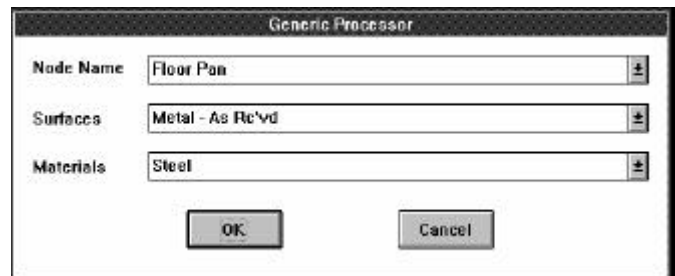 Generic Processor
Node Name Floor Pan
Surfaces Metal - As Rc'vd
Materials Steel
OK Cancel